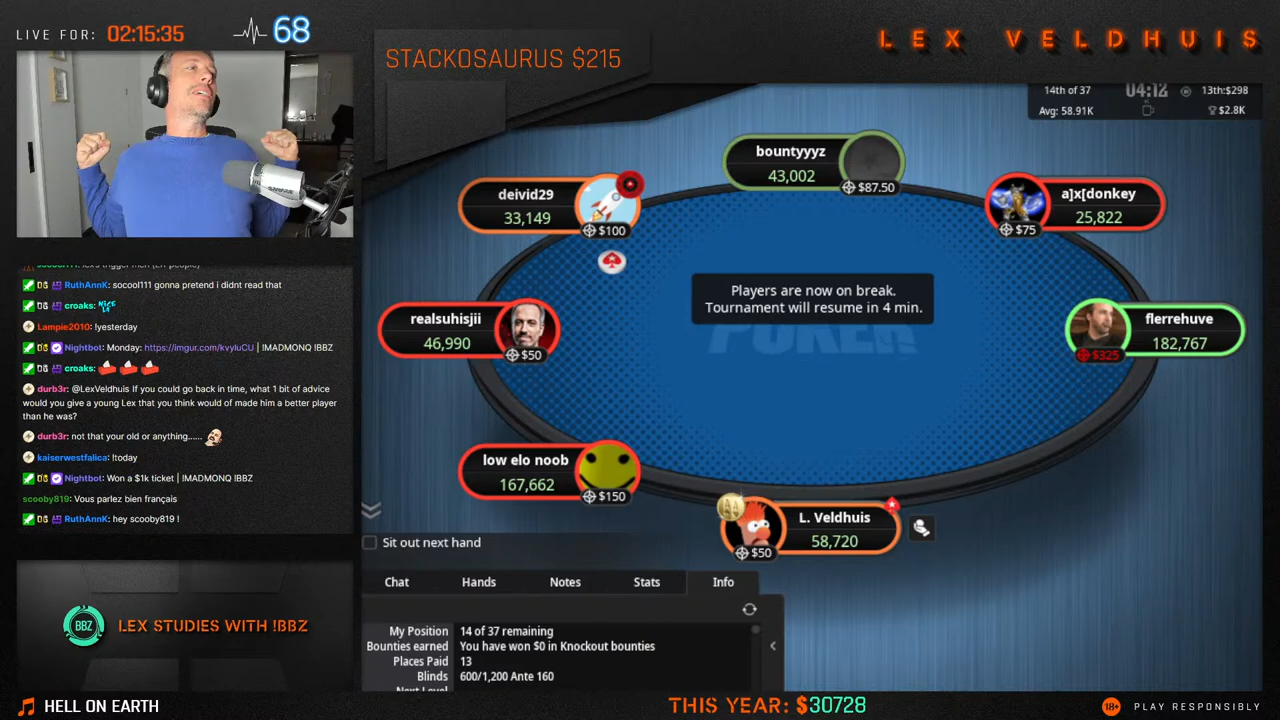 LIVE FOR: 02:15:35
68
STACKOSAURUS $215
LEX VELDHUIS
14th of 37
04:12
13th:$298
Avg: 58.91K
$2.8K
bountyyyz
43,002
$87.50
deivid29
33,149
$100
a]x[donkey
25,822
$75
Players are now on break.
Tournament will resume in 4 min.
POKER
realsuhisjii
46,990
$50
flerrehuve
182,767
$325
low elo noob
167,662
$150
L. Veldhuis
58,720
$50
RuthAnnK: socool111 gonna pretend i didnt read that
croaks: NICE
Lampie2010: !yesterday
Nightbot: Monday: https://imgur.com/kvyluCU | !MADMONQ !BBZ
croaks:
durb3r: @LexVeldhuis If you could go back in time, what 1 bit of advice
would you give a young Lex that you think would of made him a better player
than he was?
durb3r: not that your old or anything......
kaiserwestfalica: !today
Nightbot: Won a $1k ticket | !MADMONQ !BBZ
scooby819: Vous parlez bien français
RuthAnnK: hey scooby819 !
Sit out next hand
Chat Hands Notes Stats Info
My Position 14 of 37 remaining
Bounties earned You have won $0 in Knockout bounties
Places Paid 13
Blinds 600/1,200 Ante 160
BBZ LEX STUDIES WITH !BBZ
HELL ON EARTH
THIS YEAR: $30728
18+ PLAY RESPONSIBLY